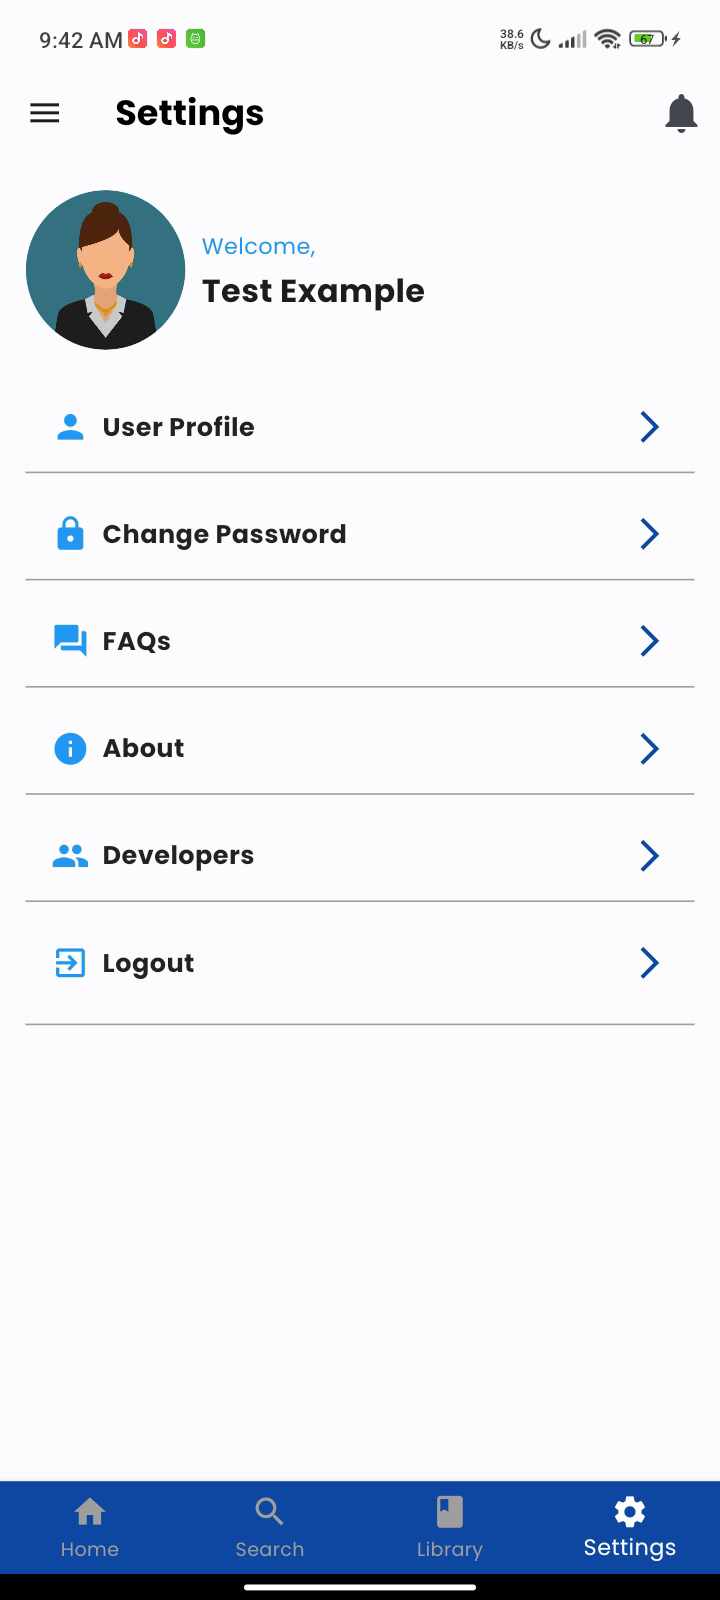 9:42 AM
38.6
KB/s
67
Settings
Welcome,
Test Example
User Profile
Change Password
FAQs
About
Developers
Logout
Home
Search
Library
Settings